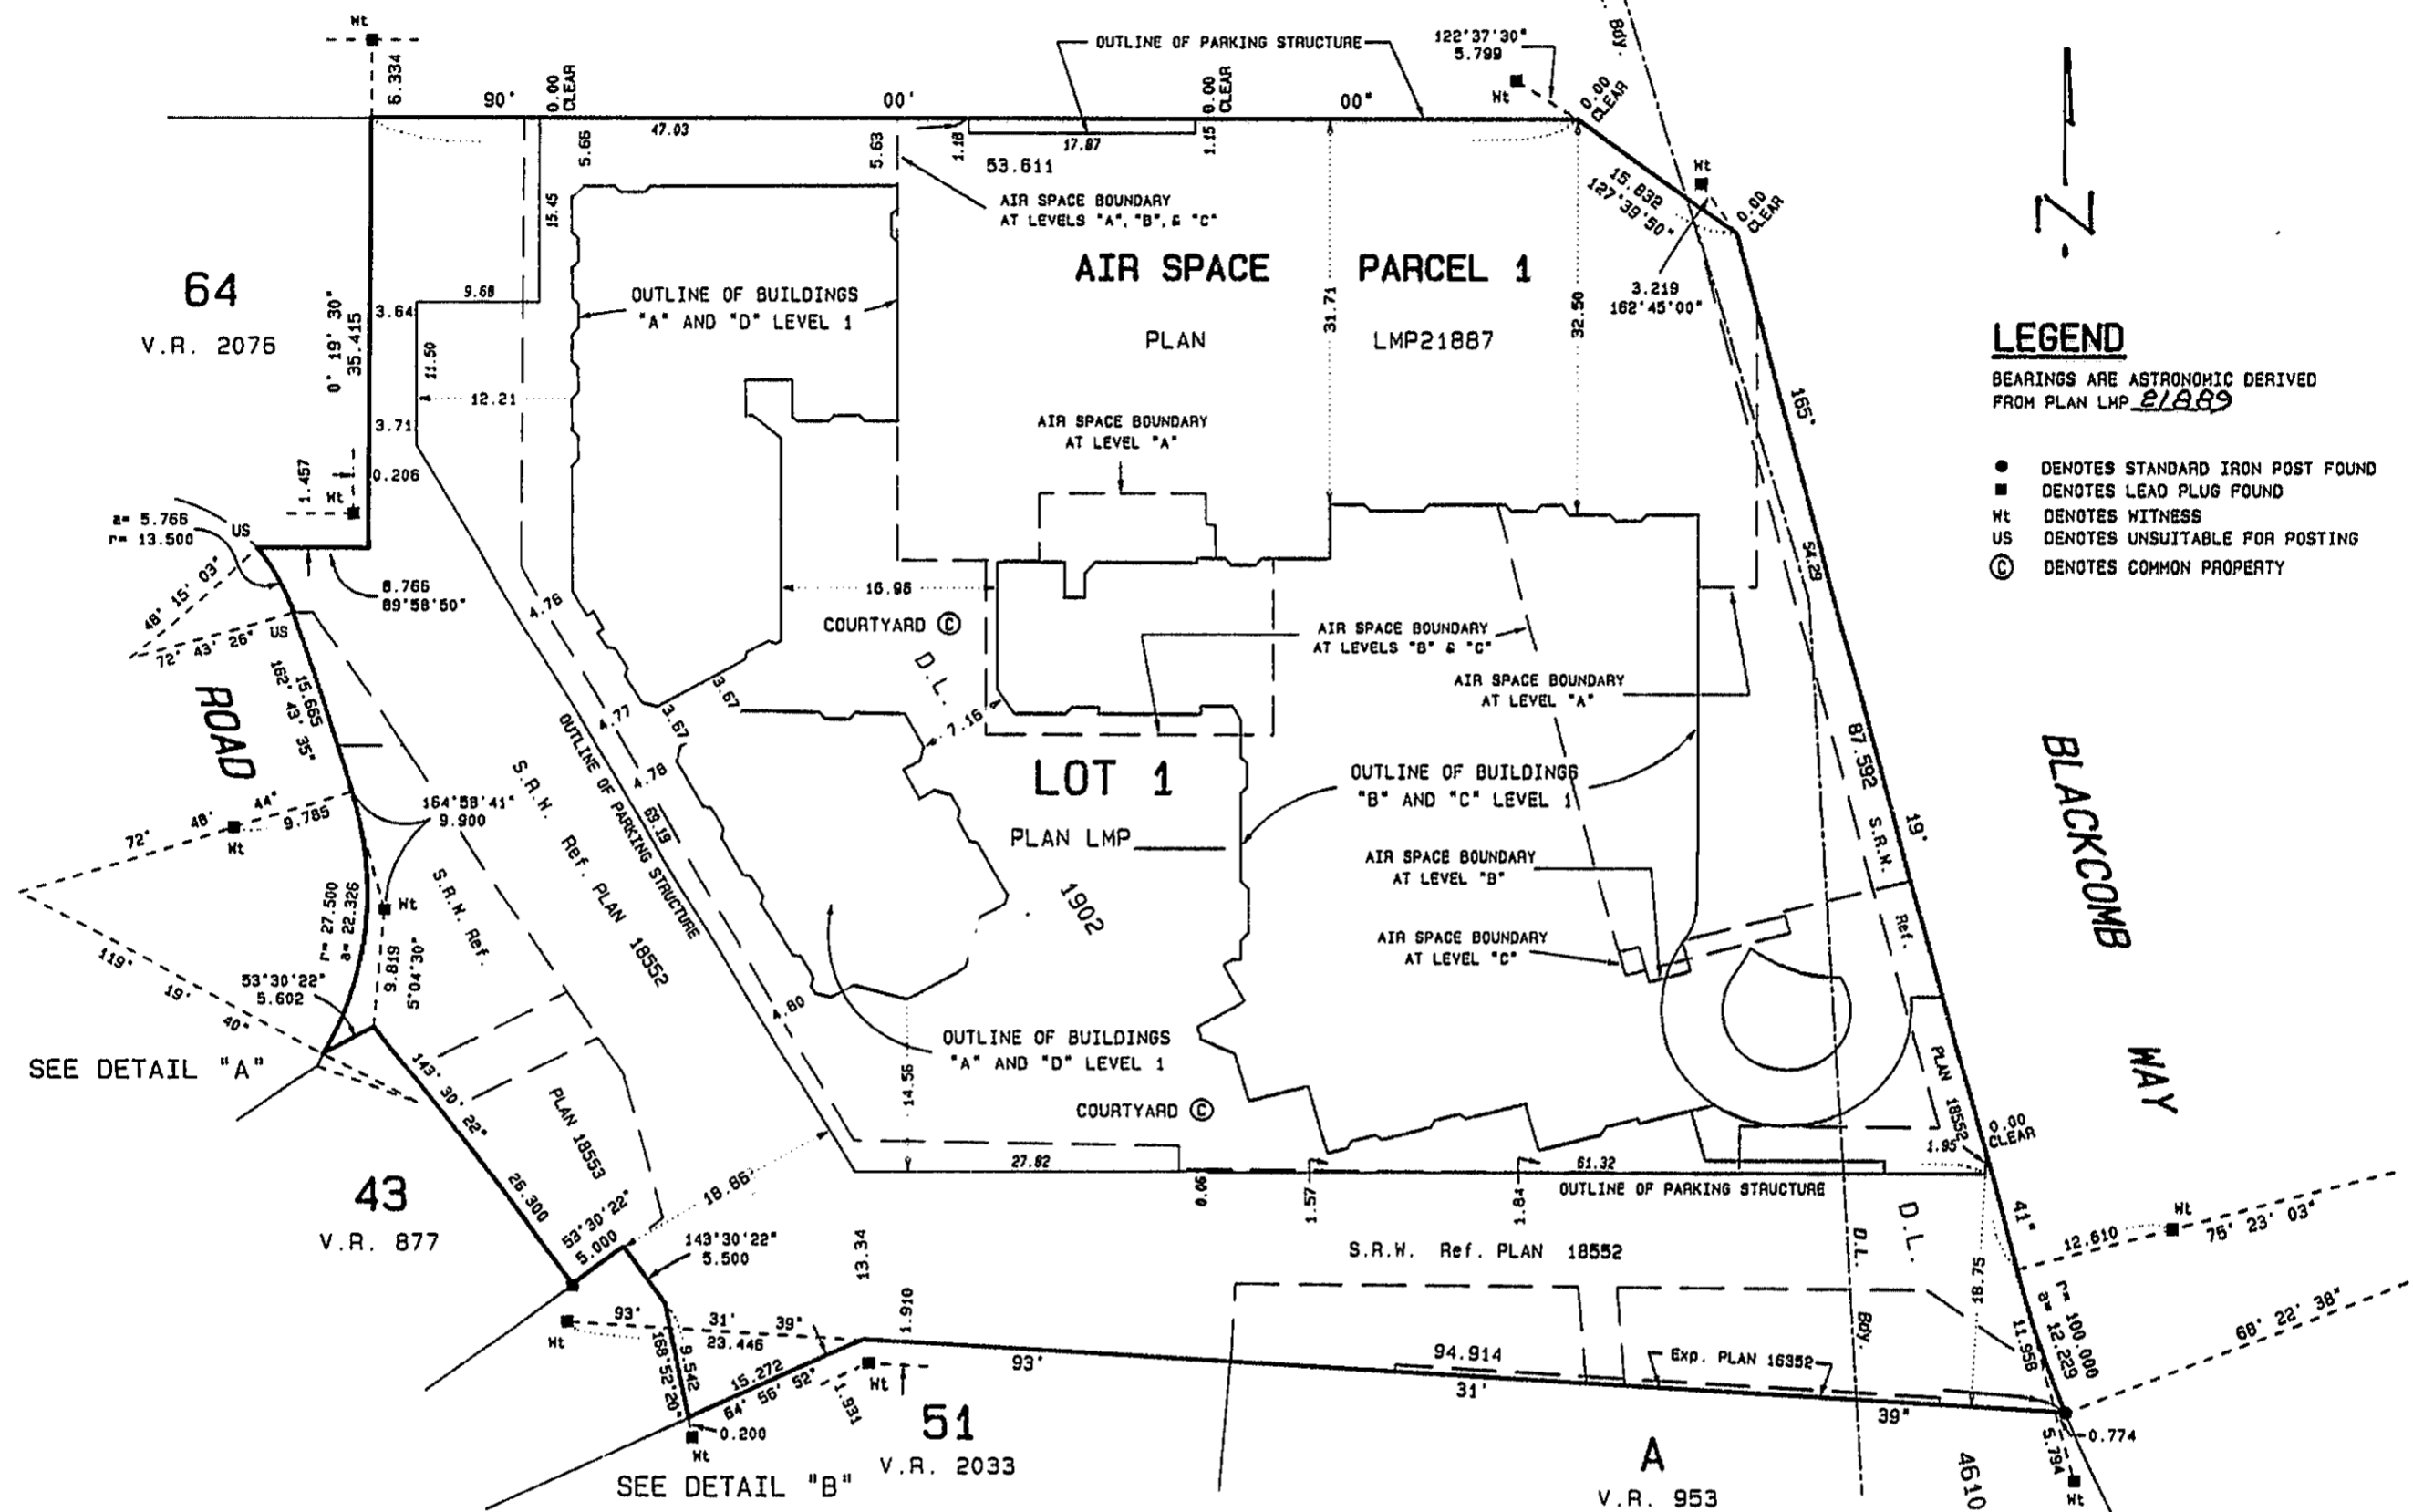 Wt
6.334
90°
0.00
CLEAR
00'
OUTLINE OF PARKING STRUCTURE
0.00
CLEAR
00"
122°37'30"
5.799
Wt
0.00
CLEAR
Bdy.
47.03
5.66
5.63
1.18
17.87
1.15
53.611
AIR SPACE BOUNDARY
AT LEVELS "A", "B", & "C"
15.45
Wt
15.832
127°39'50"
0.00
CLEAR
3.219
162°45'00"
64
V.R. 2076
0° 19' 30"
35.415
3.64
9.68
11.50
12.21
3.71
0.206
1.457
Wt
OUTLINE OF BUILDINGS
"A" AND "D" LEVEL 1
AIR SPACE PARCEL 1
PLAN LMP21887
31.71
32.50
AIR SPACE BOUNDARY
AT LEVEL "A"
165°
LEGEND
BEARINGS ARE ASTRONOMIC DERIVED
FROM PLAN LMP 21889
DENOTES STANDARD IRON POST FOUND
DENOTES LEAD PLUG FOUND
Wt DENOTES WITNESS
US DENOTES UNSUITABLE FOR POSTING
© DENOTES COMMON PROPERTY
a= 5.766
r= 13.500
US
48° 15' 03"
8.766
89°58'50"
72° 43' 26"
US
15.665
162° 43' 35"
ROAD
4.76
16.96
COURTYARD ©
D.L.
AIR SPACE BOUNDARY
AT LEVELS "B" & "C"
AIR SPACE BOUNDARY
AT LEVEL "A"
54.29
3.67
3.67
7.16
4.77
4.78
69.19
OUTLINE OF PARKING STRUCTURE
S.R.W. Ref. PLAN 18552
LOT 1
PLAN LMP
1902
OUTLINE OF BUILDINGS
"B" AND "C" LEVEL 1
87.592
BLACKCOMB
WAY
164°58'41"
9.900
72° 48' 44"
9.785
Wt
S.R.W. Ref.
Wt
r= 27.500
a= 22.326
9.819
5°04'30"
AIR SPACE BOUNDARY
AT LEVEL "B"
AIR SPACE BOUNDARY
AT LEVEL "C"
19'
S.R.W.
Ref.
PLAN 18552
119° 19' 40"
53°30'22"
5.602
SEE DETAIL "A"
4.80
OUTLINE OF BUILDINGS
"A" AND "D" LEVEL 1
14.56
COURTYARD ©
143° 30' 22"
26.300
PLAN 18553
43
V.R. 877
53°30'22"
5.000
18.86
143°30'22"
5.500
27.82
0.06
1.57
1.84
61.32
OUTLINE OF PARKING STRUCTURE
1.95
0.00
CLEAR
41"
12.610
Wt
75° 23' 03"
D.L.
D.L.
Bdy.
S.R.W. Ref. PLAN 18552
13.34
1.910
18.75
r= 100.000
a= 12.229
11.958
68° 22' 38"
93° 31' 39"
23.446
Wt
9.542
168°52'20"
15.272
64° 56' 52"
1.931
Wt
0.200
Wt
93°
94.914
31'
Exp. PLAN 16352
39"
0.774
5.794
Wt
51
V.R. 2033
SEE DETAIL "B"
A
V.R. 953
4610